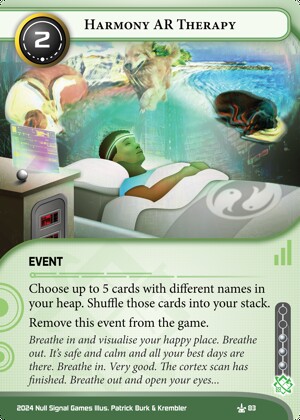 2
Harmony AR Therapy
EVENT
Choose up to 5 cards with different names in
your heap. Shuffle those cards into your stack.
Remove this event from the game.
Breathe in and visualise your happy place. Breathe
out. It's safe and calm and all your best days are
there. Breathe in. Very good. The cortex scan has
finished. Breathe out and open your eyes...
2024 Null Signal Games Illus. Patrick Burk & Krembler
83